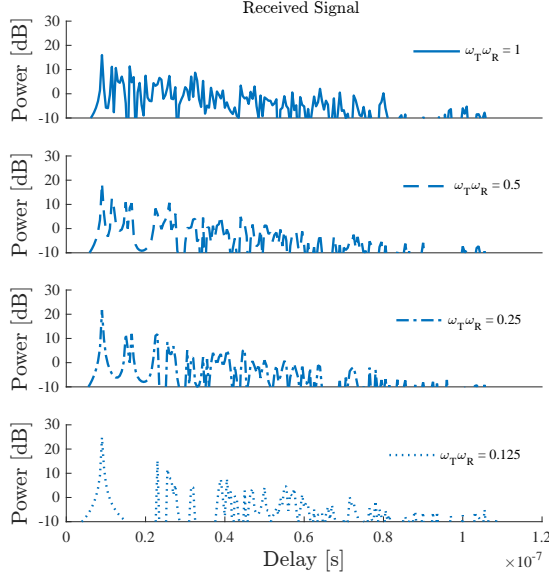 Received Signal
Power [dB]
30
20
10
0
-10
ω_T ω_R = 1
Power [dB]
30
20
10
0
-10
ω_T ω_R = 0.5
Power [dB]
30
20
10
0
-10
ω_T ω_R = 0.25
Power [dB]
30
20
10
0
-10
ω_T ω_R = 0.125
0 0.2 0.4 0.6 0.8 1 1.2
Delay [s]
×10⁻⁷